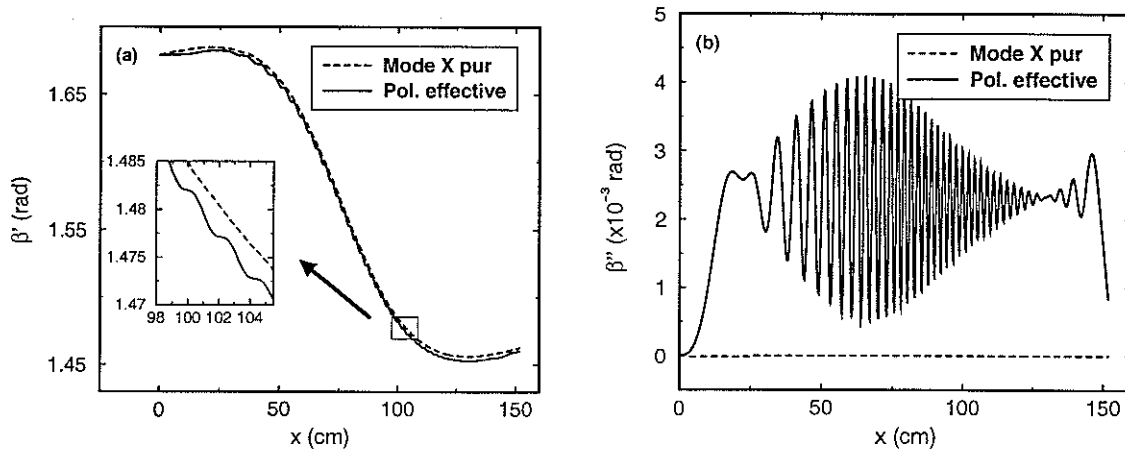 (a)
Mode X pur
Pol. effective
1.65
1.55
1.45
β' (rad)
1.485
1.48
1.475
1.47
98 100 102 104
0 50 100 150
x (cm)
(b)
Mode X pur
Pol. effective
5
4
3
2
1
0
β'' (x10⁻³ rad)
0 50 100 150
x (cm)